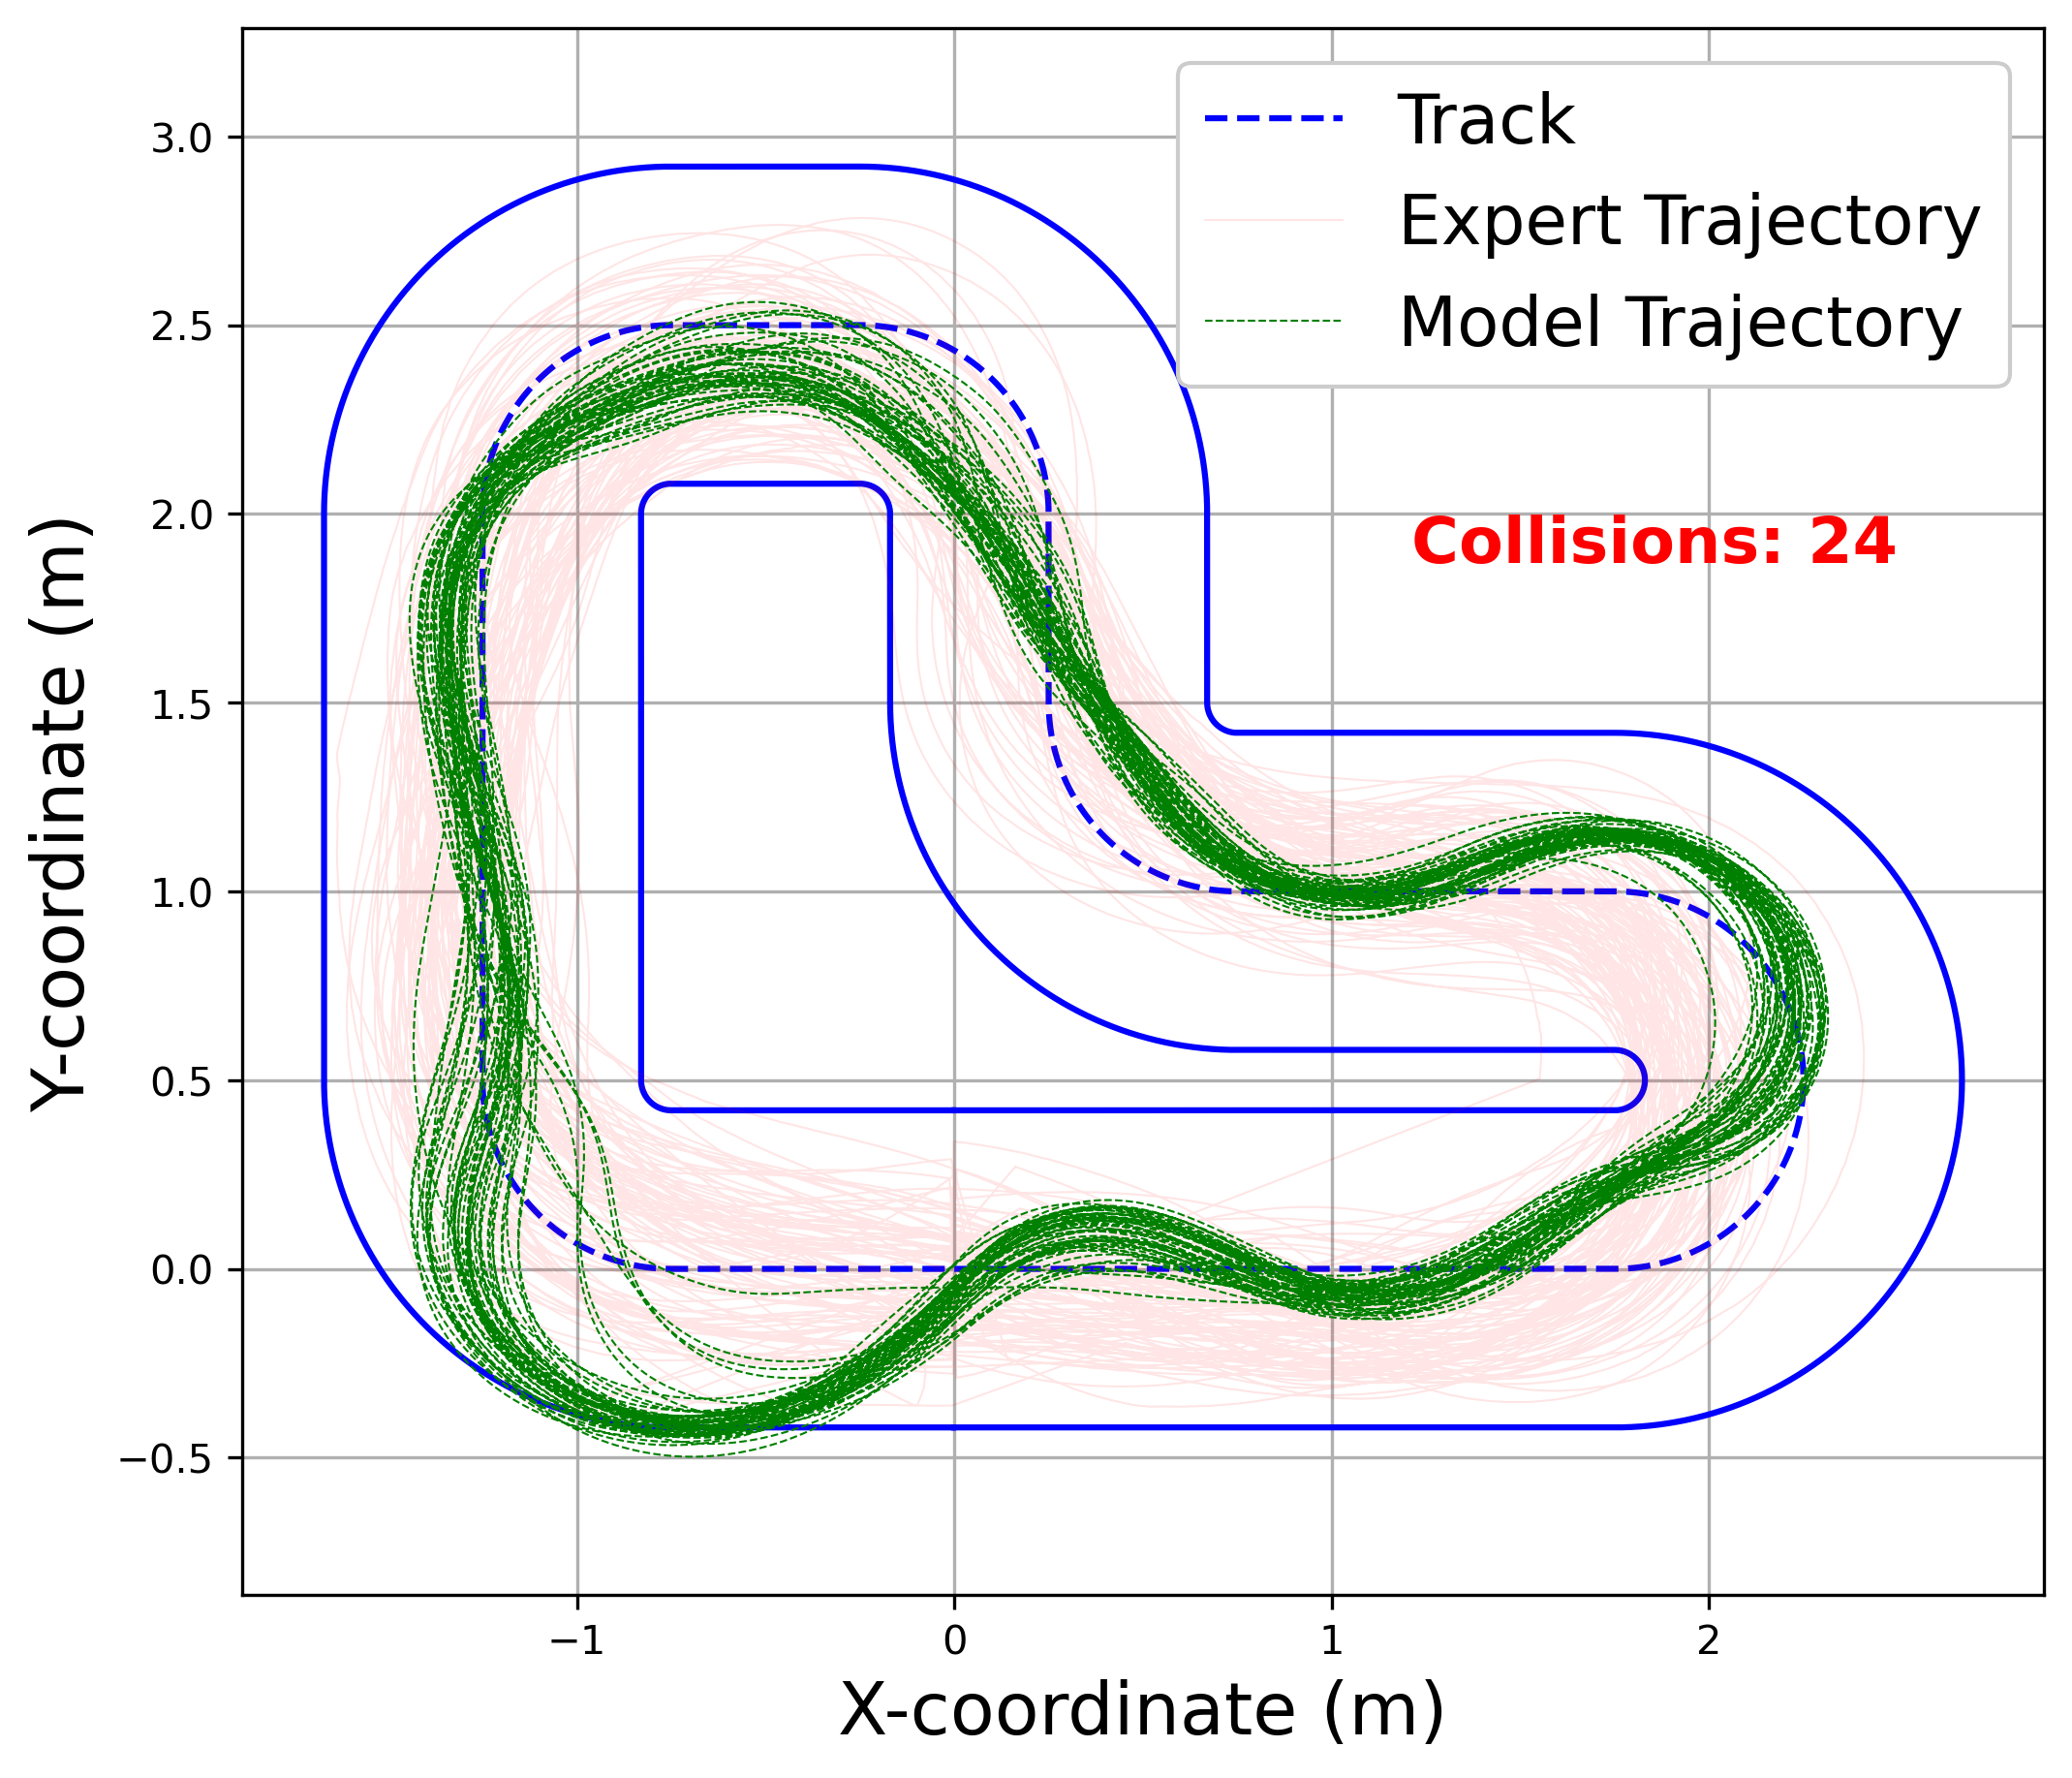 Track
Expert Trajectory
Model Trajectory
Collisions: 24
Y-coordinate (m)
3.0
2.5
2.0
1.5
1.0
0.5
0.0
−0.5
−1
0
1
2
X-coordinate (m)